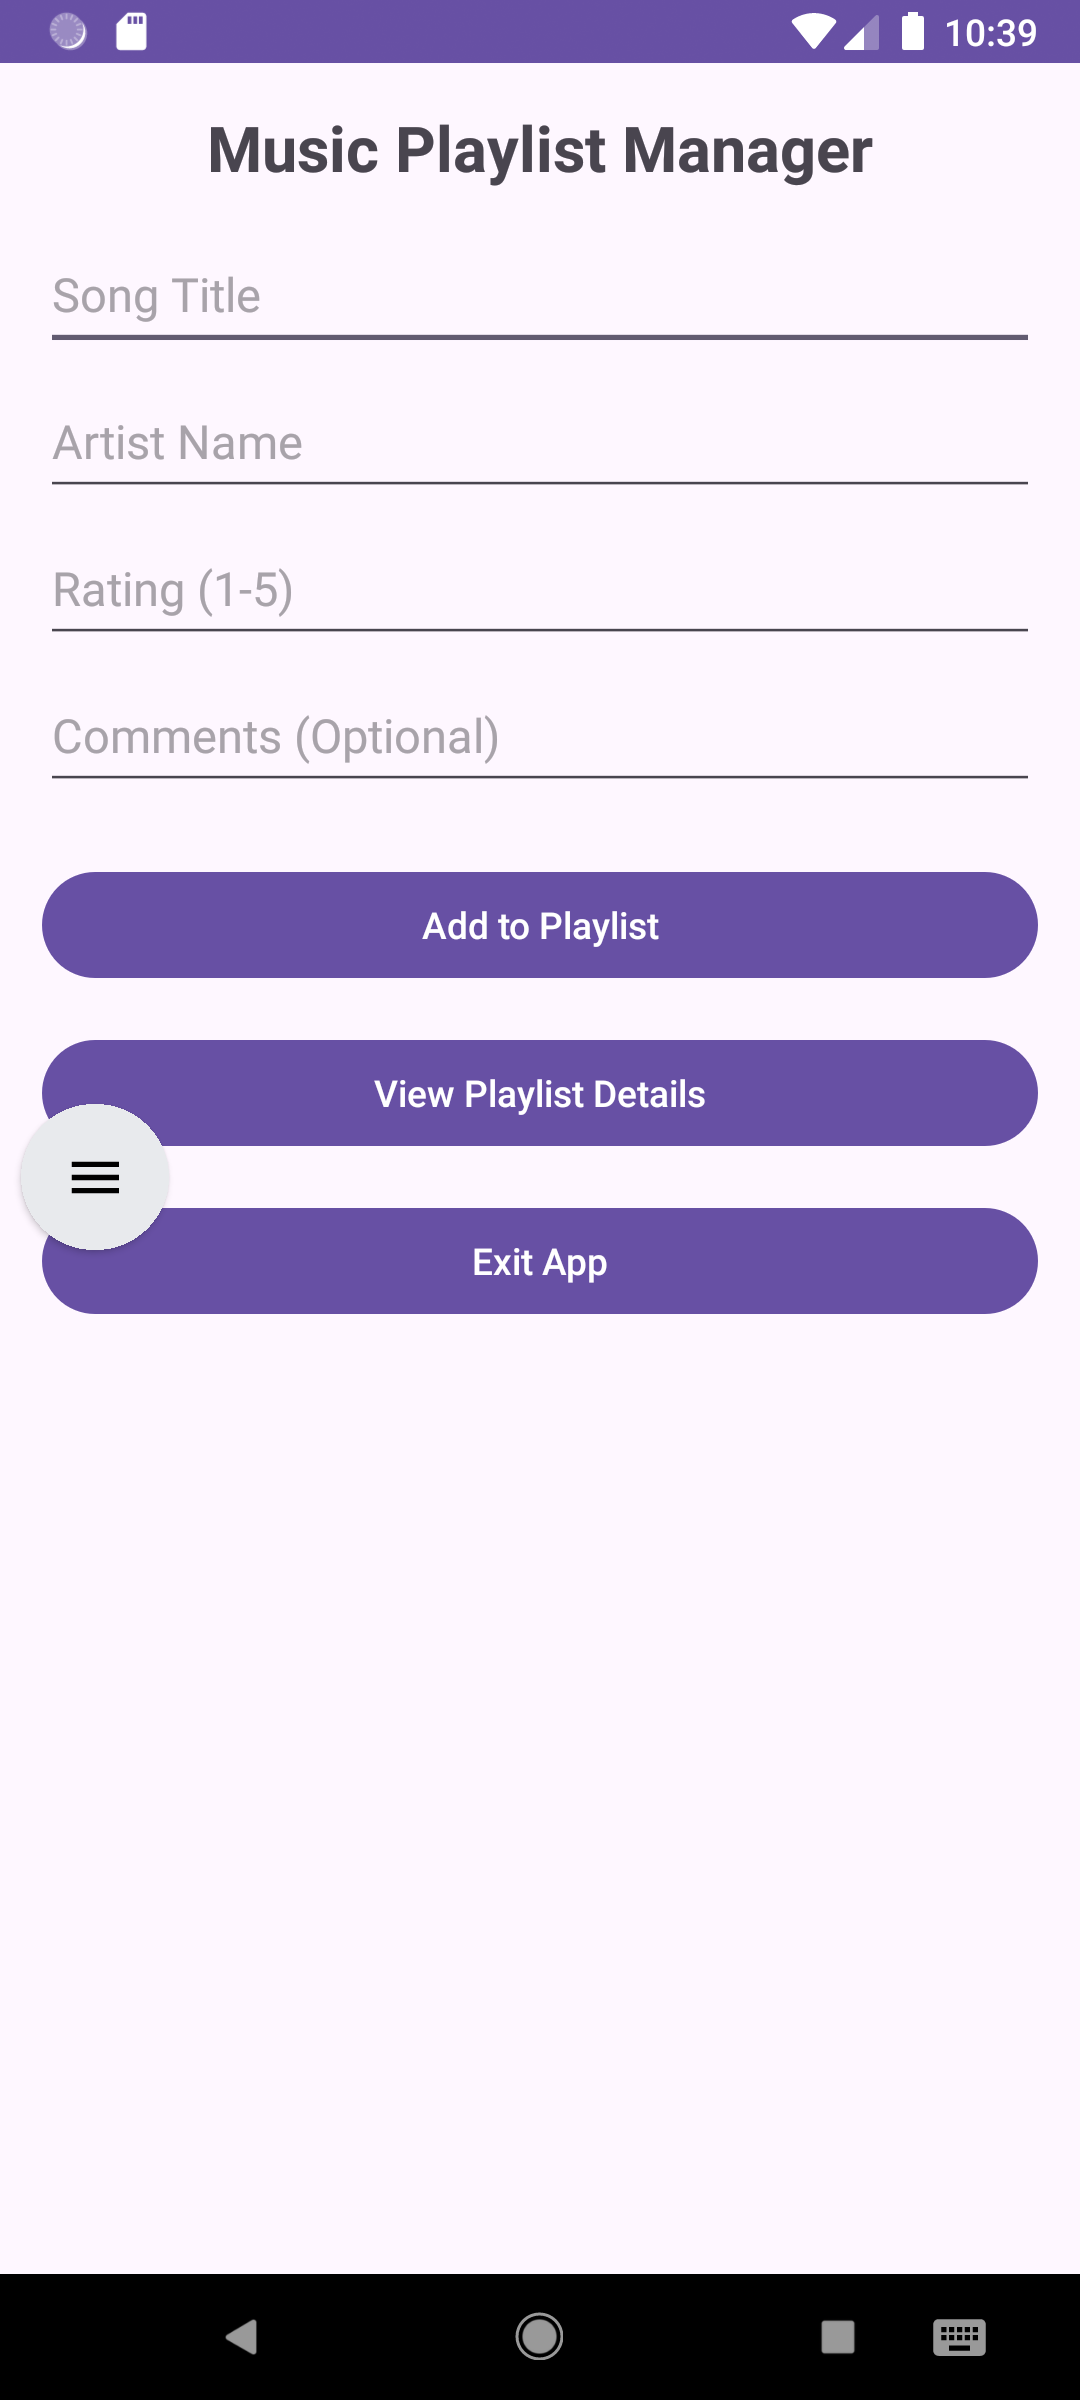 10:39
Music Playlist Manager
Song Title
Artist Name
Rating (1-5)
Comments (Optional)
Add to Playlist
View Playlist Details
Exit App